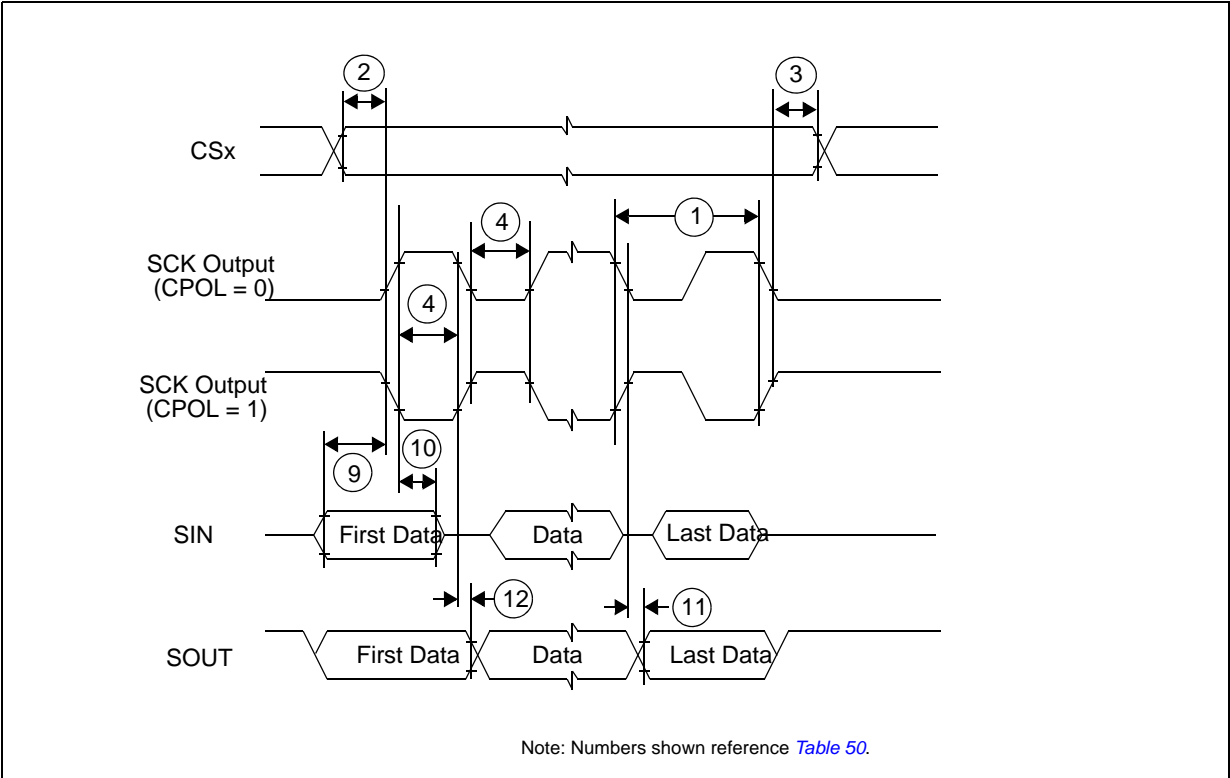 2
3
CSx
4
1
SCK Output
(CPOL = 0)
4
SCK Output
(CPOL = 1)
10
9
SIN
First Data
Data
Last Data
12
11
SOUT
First Data
Data
Last Data
Note: Numbers shown reference Table 50.